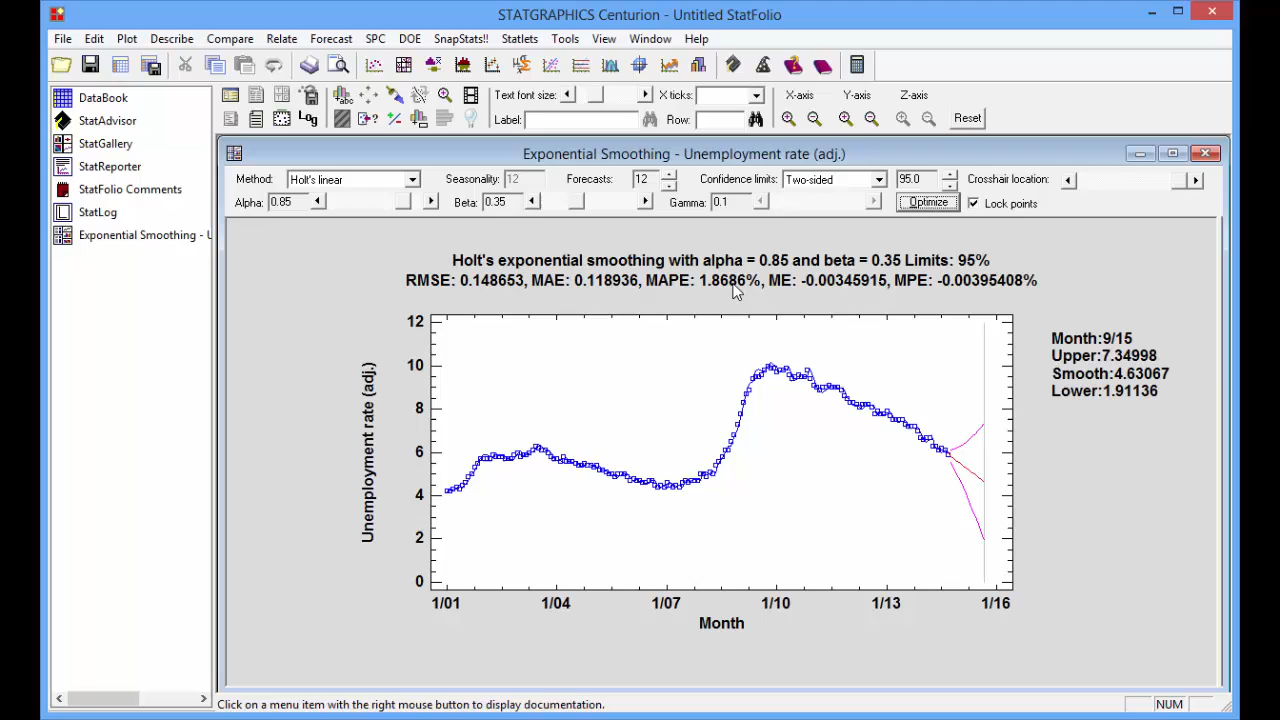 STATGRAPHICS Centurion - Untitled StatFolio
File Edit Plot Describe Compare Relate Forecast SPC DOE SnapStats!! Statlets Tools View Window Help
Text font size: X ticks: X-axis Y-axis Z-axis
Log Label: Row: Reset
DataBook
StatAdvisor
StatGallery
StatReporter
StatFolio Comments
StatLog
Exponential Smoothing - U
Exponential Smoothing - Unemployment rate (adj.)
Method: Holt's linear Seasonality: 12 Forecasts: 12 Confidence limits: Two-sided 95.0 Crosshair location:
Alpha: 0.85 Beta: 0.35 Gamma: 0.1 Optimize Lock points
Holt's exponential smoothing with alpha = 0.85 and beta = 0.35 Limits: 95%
RMSE: 0.148653, MAE: 0.118936, MAPE: 1.8686%, ME: -0.00345915, MPE: -0.00395408%
Month:9/15
Upper:7.34998
Smooth:4.63067
Lower:1.91136
Unemployment rate (adj.)
12
10
8
6
4
2
0
1/01 1/04 1/07 1/10 1/13 1/16
Month
Click on a menu item with the right mouse button to display documentation. NUM